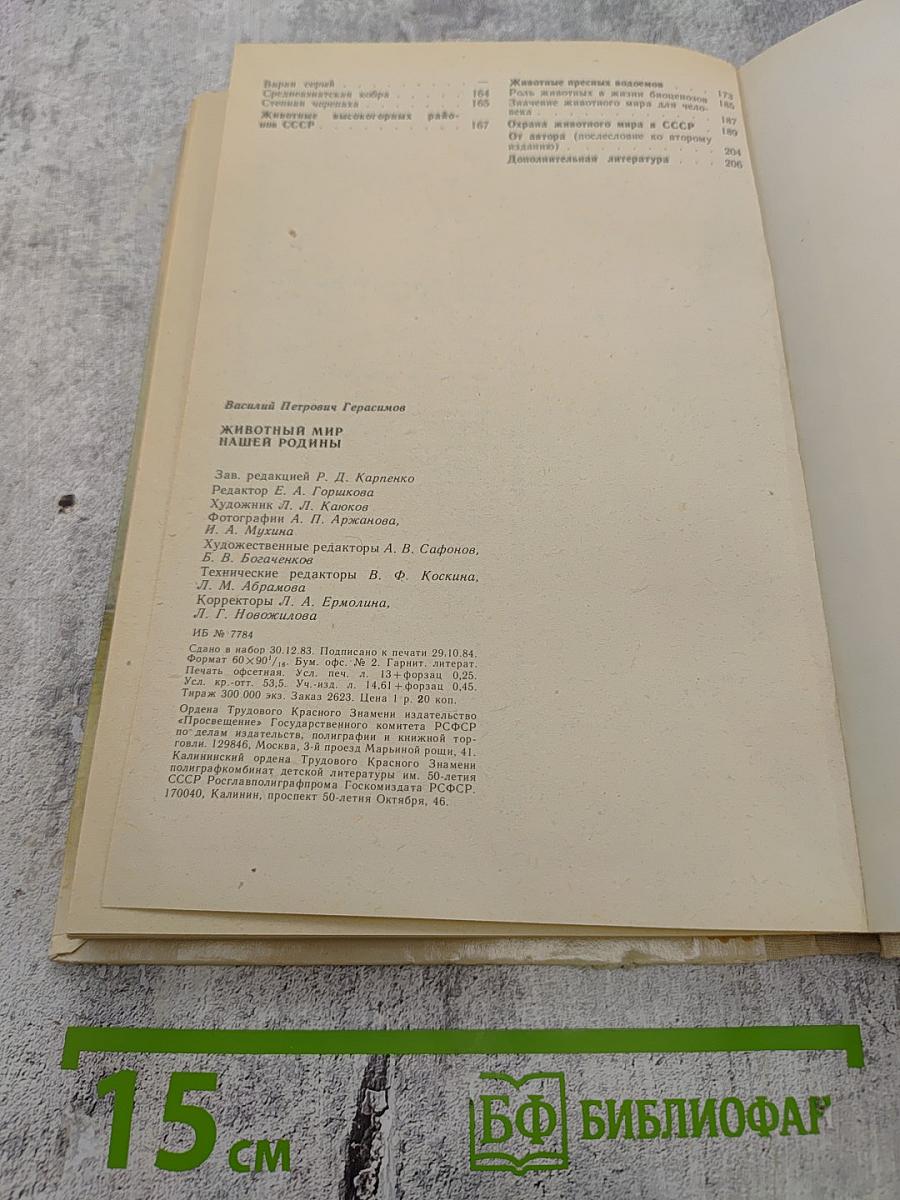 Варан серый . . . . . . . —
Среднеазиатская кобра . . . . 164
Степная черепаха . . . . . 165
Животные высокогорных райо-
нов СССР . . . . . . . . 167
Животные пресных водоемов . . . 173
Роль животных в жизни биоценозов 185
Значение животного мира для чело-
века . . . . . . . . . . 187
Охрана животного мира в СССР . . 189
От автора (послесловие ко второму
изданию) . . . . . . . . . 204
Дополнительная литература . . . 206
Василий Петрович Герасимов
ЖИВОТНЫЙ МИР
НАШЕЙ РОДИНЫ
Зав. редакцией Р. Д. Карпенко
Редактор Е. А. Горшкова
Художник Л. Л. Каюков
Фотографии А. П. Аржанова,
И. А. Мухина
Художественные редакторы А. В. Сафонов,
Б. В. Богаченков
Технические редакторы В. Ф. Коскина,
Л. М. Абрамова
Корректоры Л. А. Ермолина,
Л. Г. Новожилова
ИБ № 7784
Сдано в набор 30.12.83. Подписано к печати 29.10.84.
Формат 60×90¹/₁₆. Бум. офс. № 2. Гарнит. литерат.
Печать офсетная. Усл. печ. л. 13+форзац 0,25.
Усл. кр.-отт. 53,5. Уч.-изд. л. 14,61+форзац 0,45.
Тираж 300 000 экз. Заказ 2623. Цена 1 р. 20 коп.
Ордена Трудового Красного Знамени издательство
«Просвещение» Государственного комитета РСФСР
по делам издательств, полиграфии и книжной тор-
говли. 129846, Москва, 3-й проезд Марьиной рощи, 41.
Калининский ордена Трудового Красного Знамени
полиграфкомбинат детской литературы им. 50-летия
СССР Росглавполиграфпрома Госкомиздата РСФСР.
170040, Калинин, проспект 50-летия Октября, 46.
15 см
БФ БИБЛИОФАН